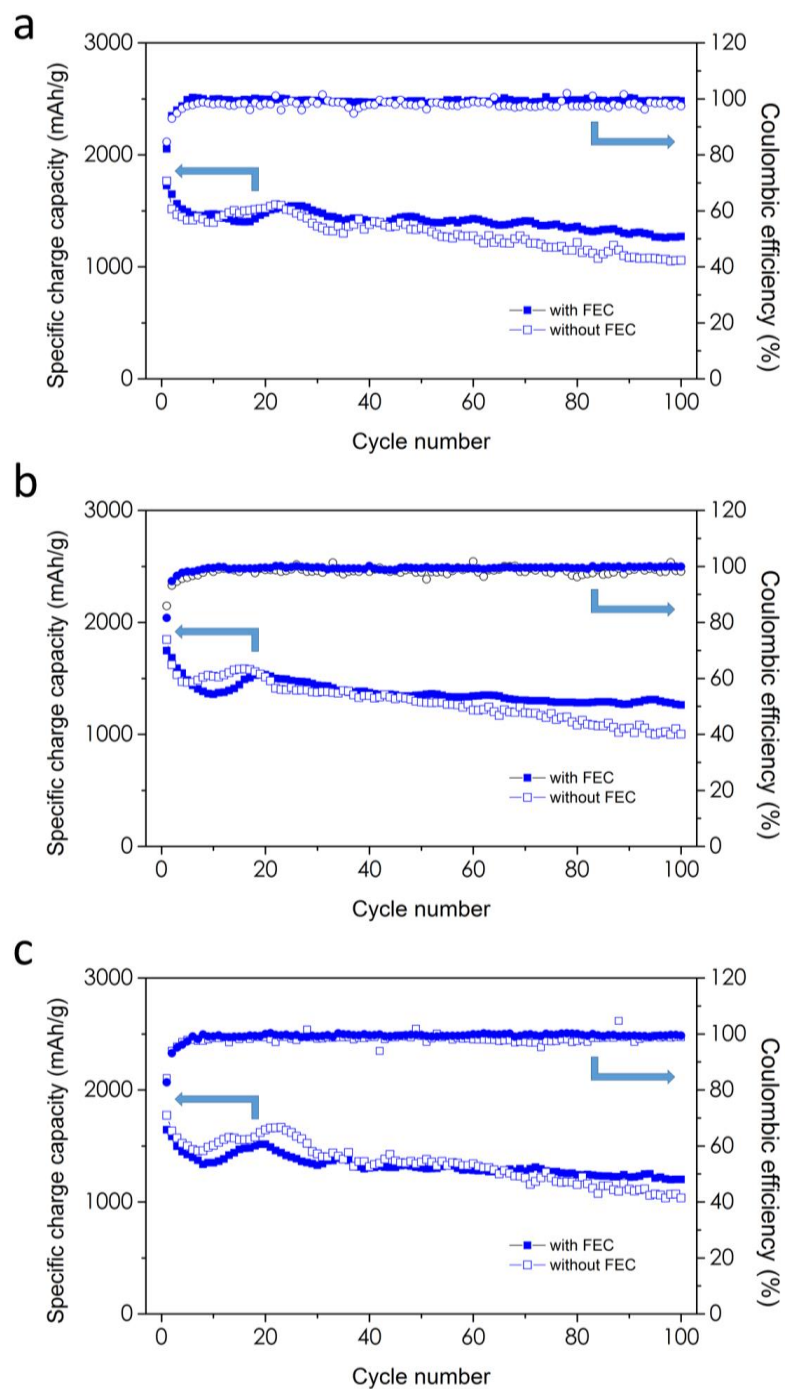 a
3000
2000
1000
0
Specific charge capacity (mAh/g)
120
100
80
60
40
20
0
Coulombic efficiency (%)
with FEC
without FEC
0 20 40 60 80 100
Cycle number
b
3000
2000
1000
0
Specific charge capacity (mAh/g)
120
100
80
60
40
20
0
Coulombic efficiency (%)
with FEC
without FEC
0 20 40 60 80 100
Cycle number
c
3000
2000
1000
0
Specific charge capacity (mAh/g)
120
100
80
60
40
20
0
Coulombic efficiency (%)
with FEC
without FEC
0 20 40 60 80 100
Cycle number